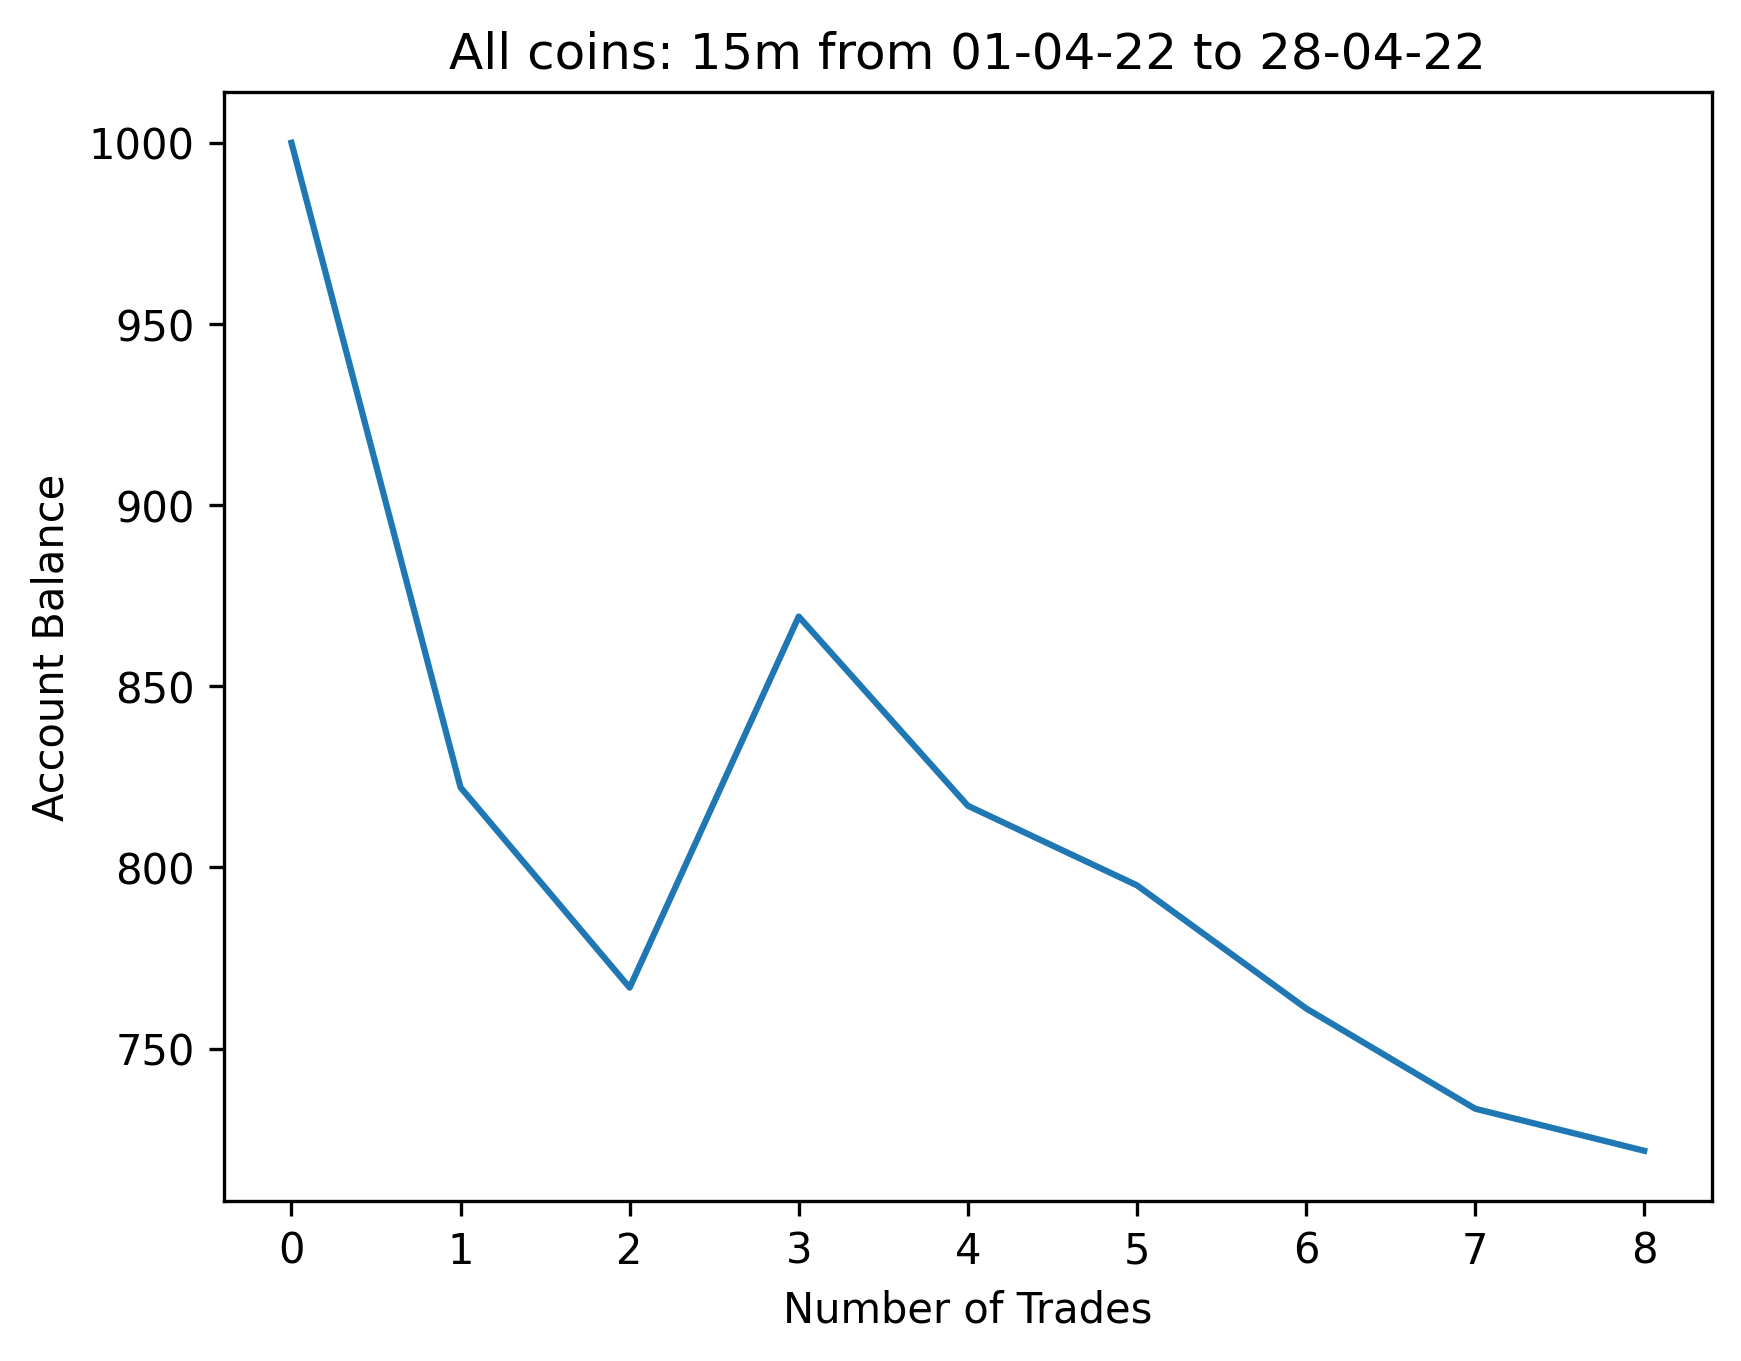 All coins: 15m from 01-04-22 to 28-04-22
1000
950
900
850
800
750
Account Balance
0 1 2 3 4 5 6 7 8
Number of Trades